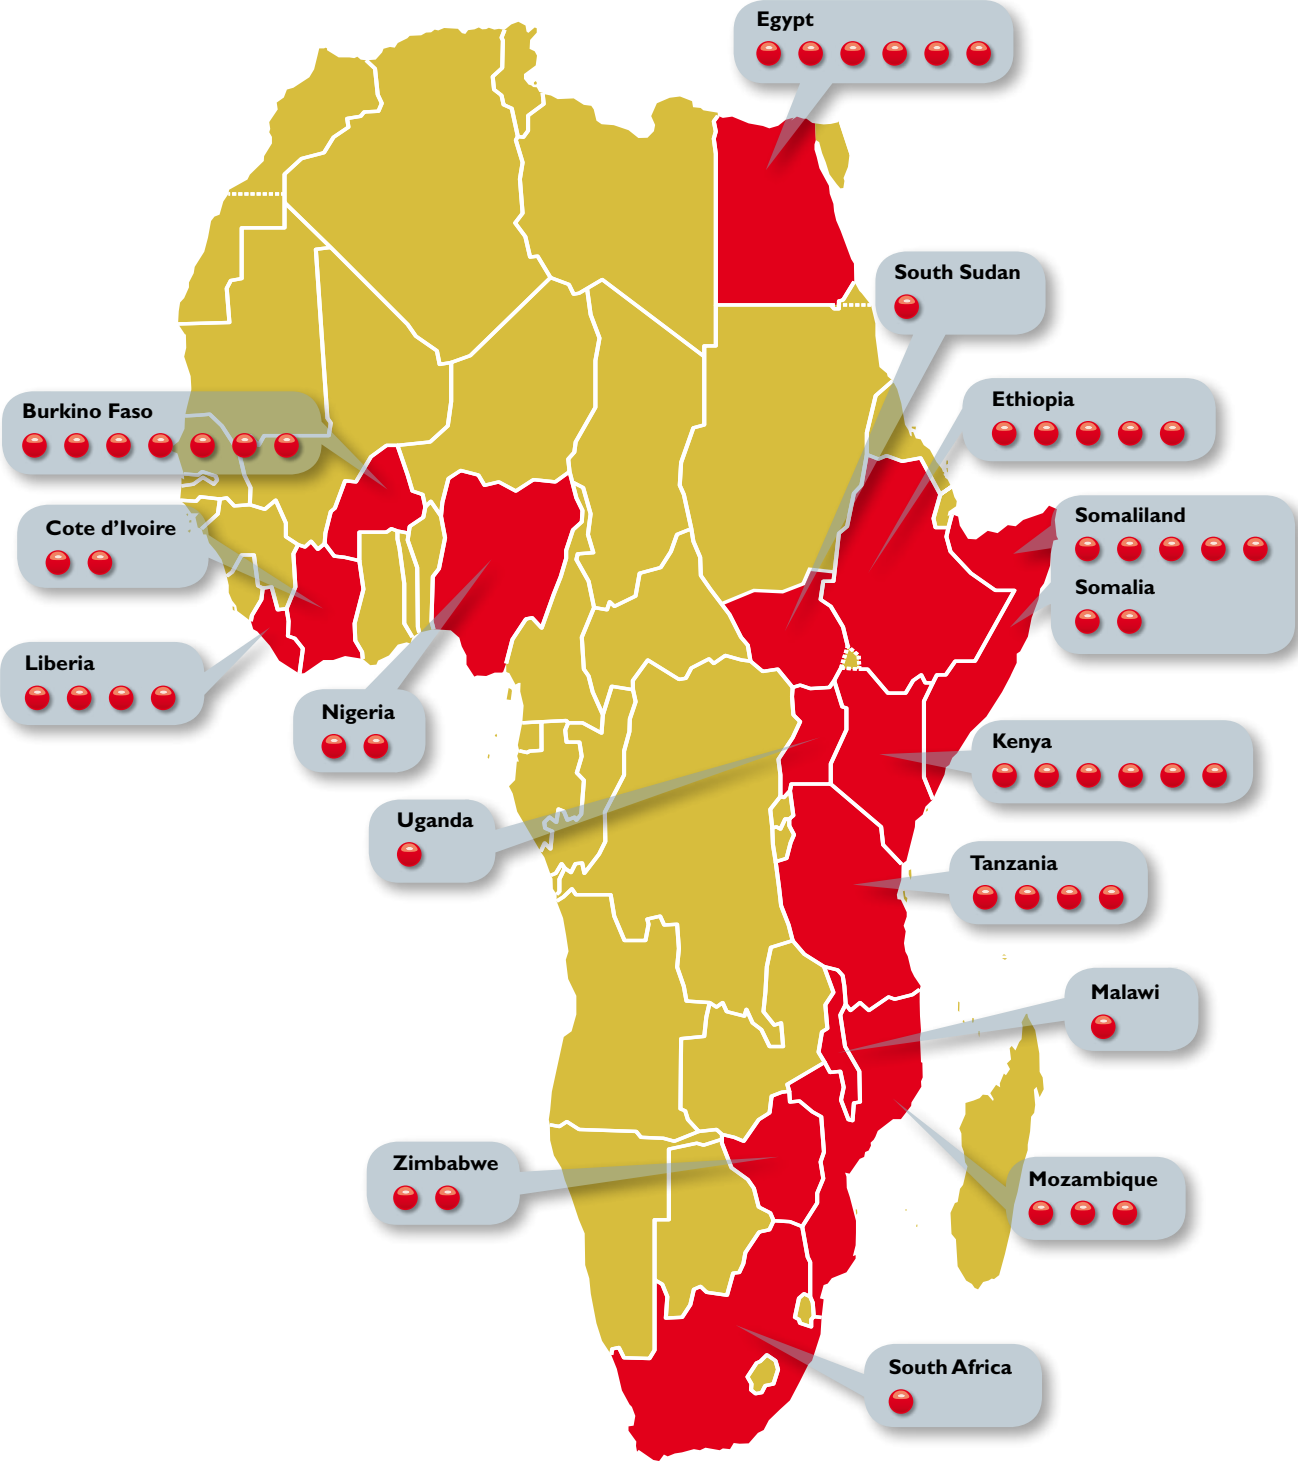 Egypt
South Sudan
Ethiopia
Burkino Faso
Somaliland
Cote d’Ivoire
Somalia
Liberia
Nigeria
Kenya
Uganda
Tanzania
Malawi
Zimbabwe
Mozambique
South Africa